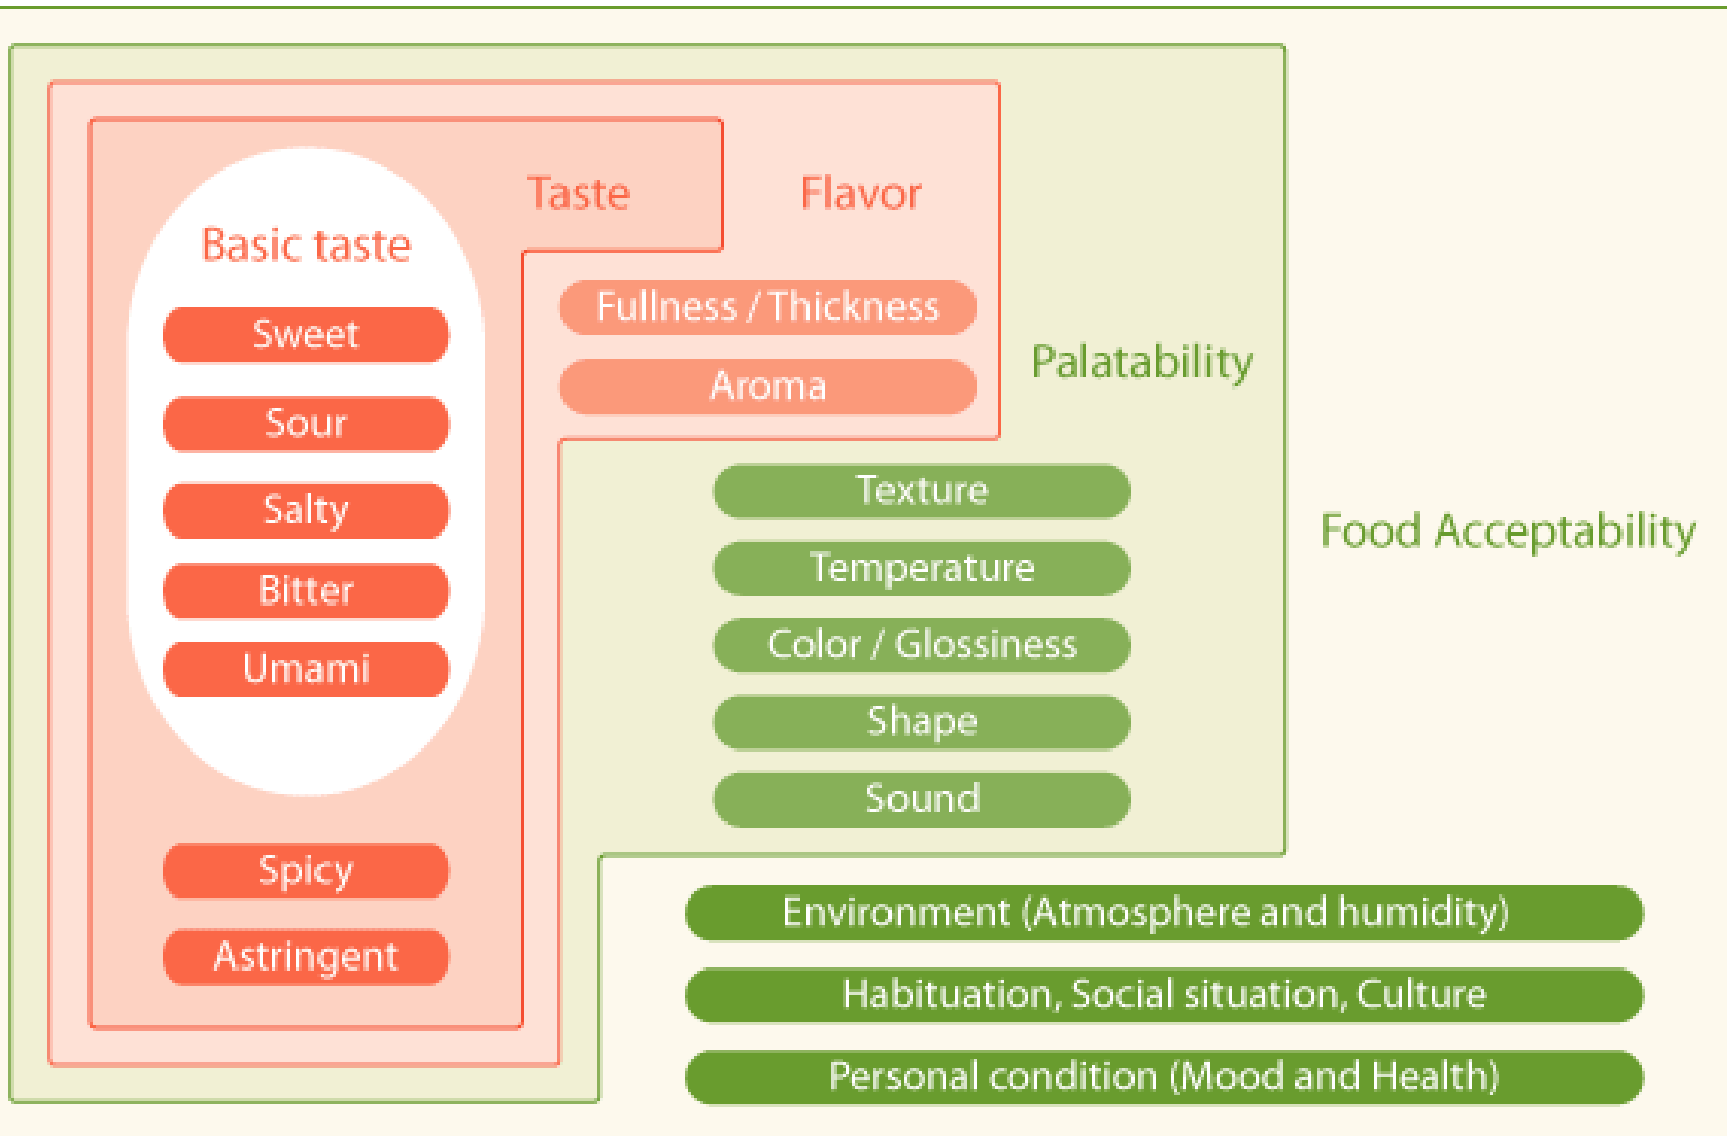 Taste
Flavor
Basic taste
Sweet
Sour
Salty
Bitter
Umami
Spicy
Astringent
Fullness / Thickness
Aroma
Palatability
Texture
Temperature
Color / Glossiness
Shape
Sound
Food Acceptability
Environment (Atmosphere and humidity)
Habituation, Social situation, Culture
Personal condition (Mood and Health)